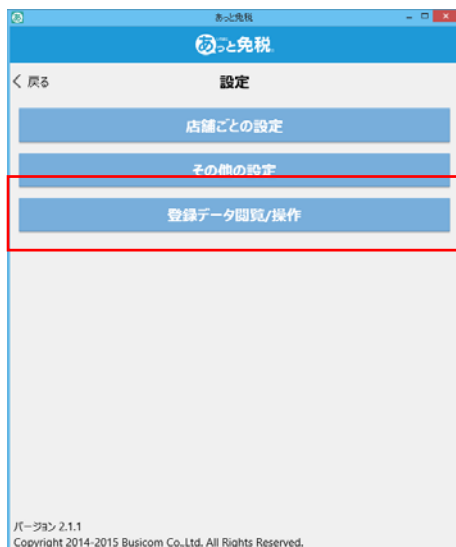 あっと免税
あっと免税
< 戻る 設定
店舗ごとの設定
その他の設定
登録データ閲覧/操作
バージョン 2.1.1
Copyright 2014-2015 Busicom Co.,Ltd. All Rights Reserved.